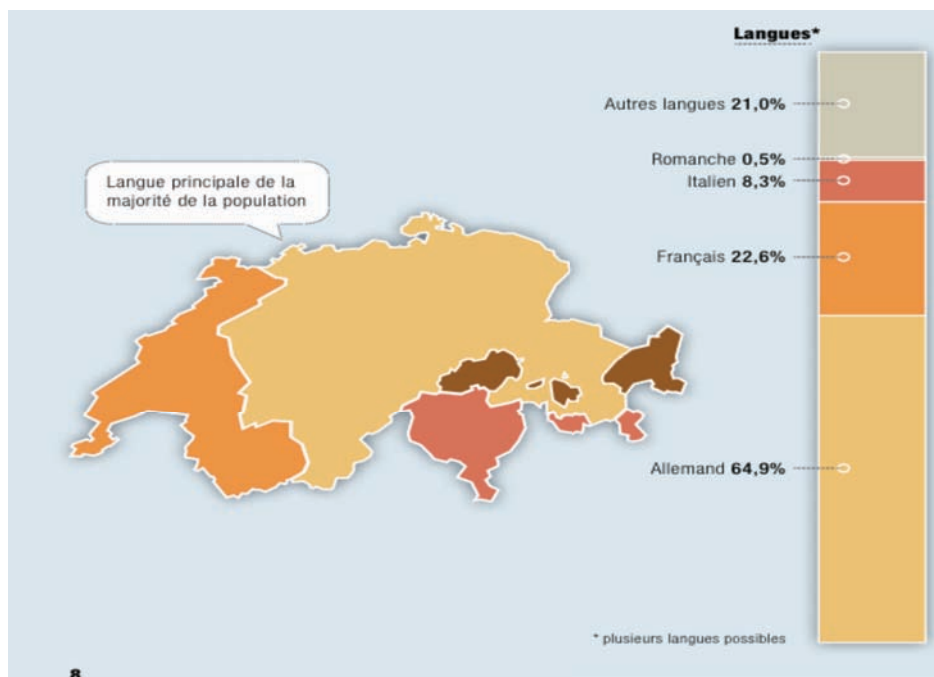 Langues*
Autres langues 21,0%
Romanche 0,5%
Italien 8,3%
Langue principale de la
majorité de la population
Français 22,6%
Allemand 64,9%
* plusieurs langues possibles
8